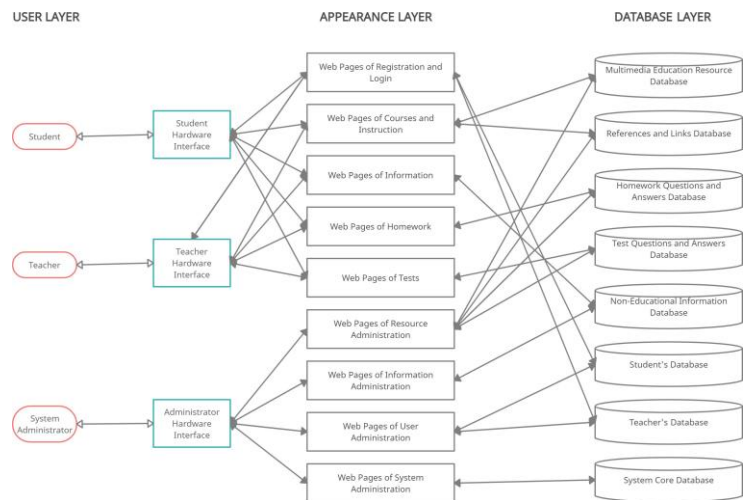 USER LAYER
APPEARANCE LAYER
DATABASE LAYER
Student
Teacher
System
Administrator
Student
Hardware
Interface
Teacher
Hardware
Interface
Administrator
Hardware
Interface
Web Pages of Registration and
Login
Web Pages of Courses and
Instruction
Web Pages of Information
Web Pages of Homework
Web Pages of Tests
Web Pages of Resource
Administration
Web Pages of Information
Administration
Web Pages of User
Administration
Web Pages of System
Administration
Multimedia Education Resource
Database
References and Links Database
Homework Questions and
Answers Database
Test Questions and Answers
Database
Non-Educational Information
Database
Student's Database
Teacher's Database
System Core Database